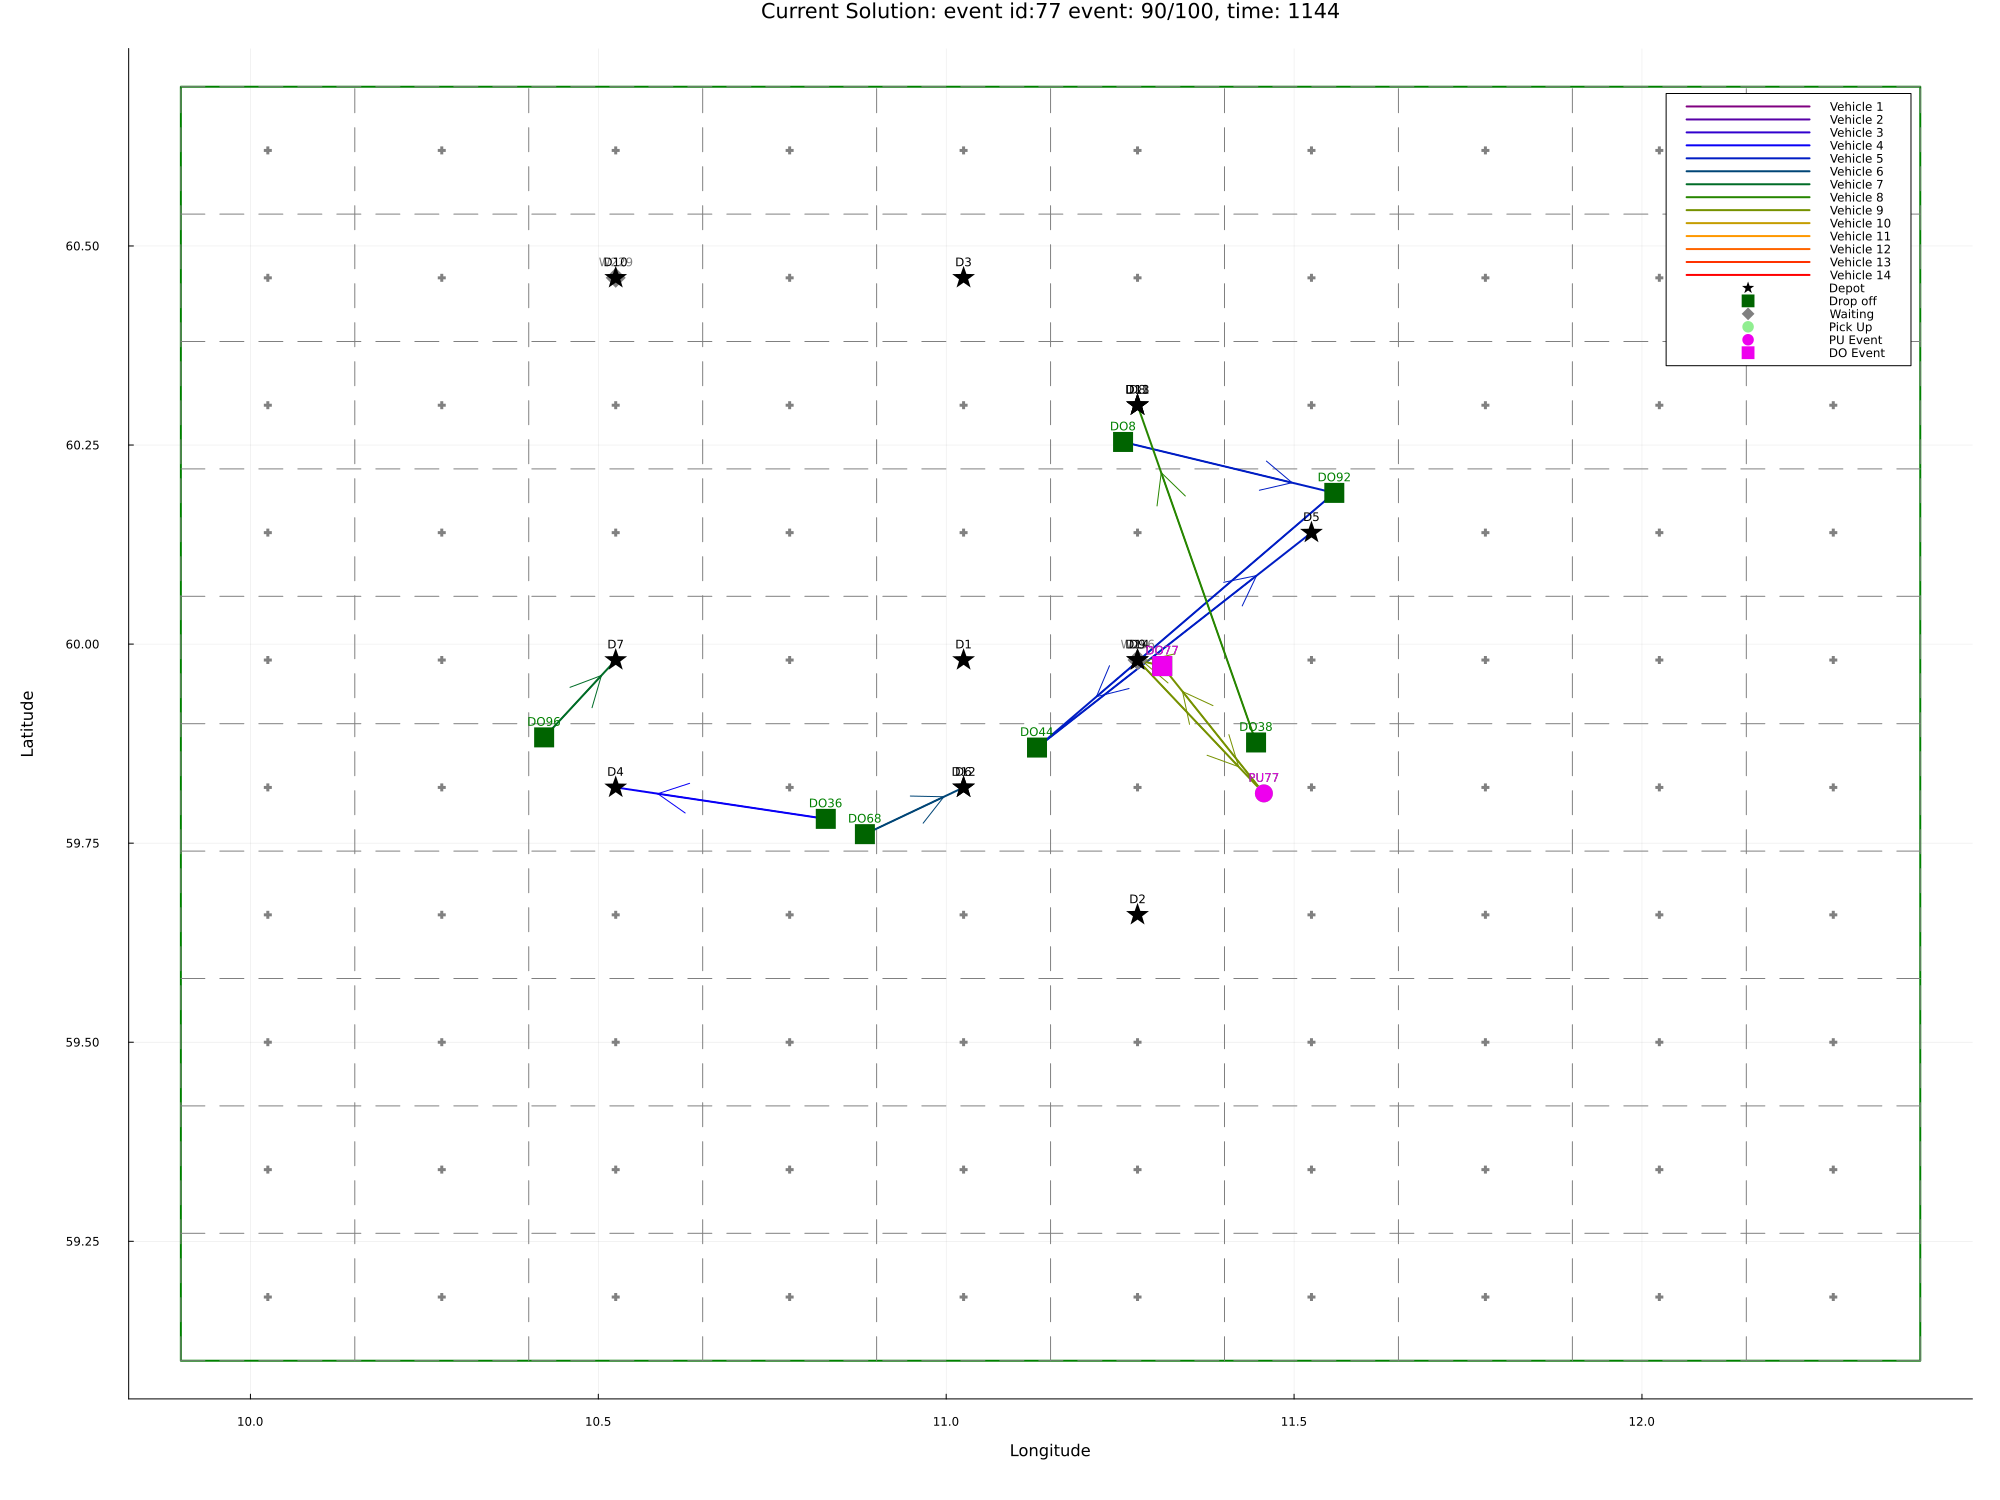 Current Solution: event id:77 event: 90/100, time: 1144
Vehicle 1
Vehicle 2
Vehicle 3
Vehicle 4
Vehicle 5
Vehicle 6
Vehicle 7
Vehicle 8
Vehicle 9
Vehicle 10
Vehicle 11
Vehicle 12
Vehicle 13
Vehicle 14
Depot
Drop off
Waiting
Pick Up
PU Event
DO Event
60.50
60.25
60.00
59.75
59.50
59.25
Latitude
D10
D3
DO8
DO92
D5
D7
D1
DO77
DO96
DO44
DO38
D4
D12
PU77
DO36
DO68
D2
10.0
10.5
11.0
11.5
12.0
Longitude